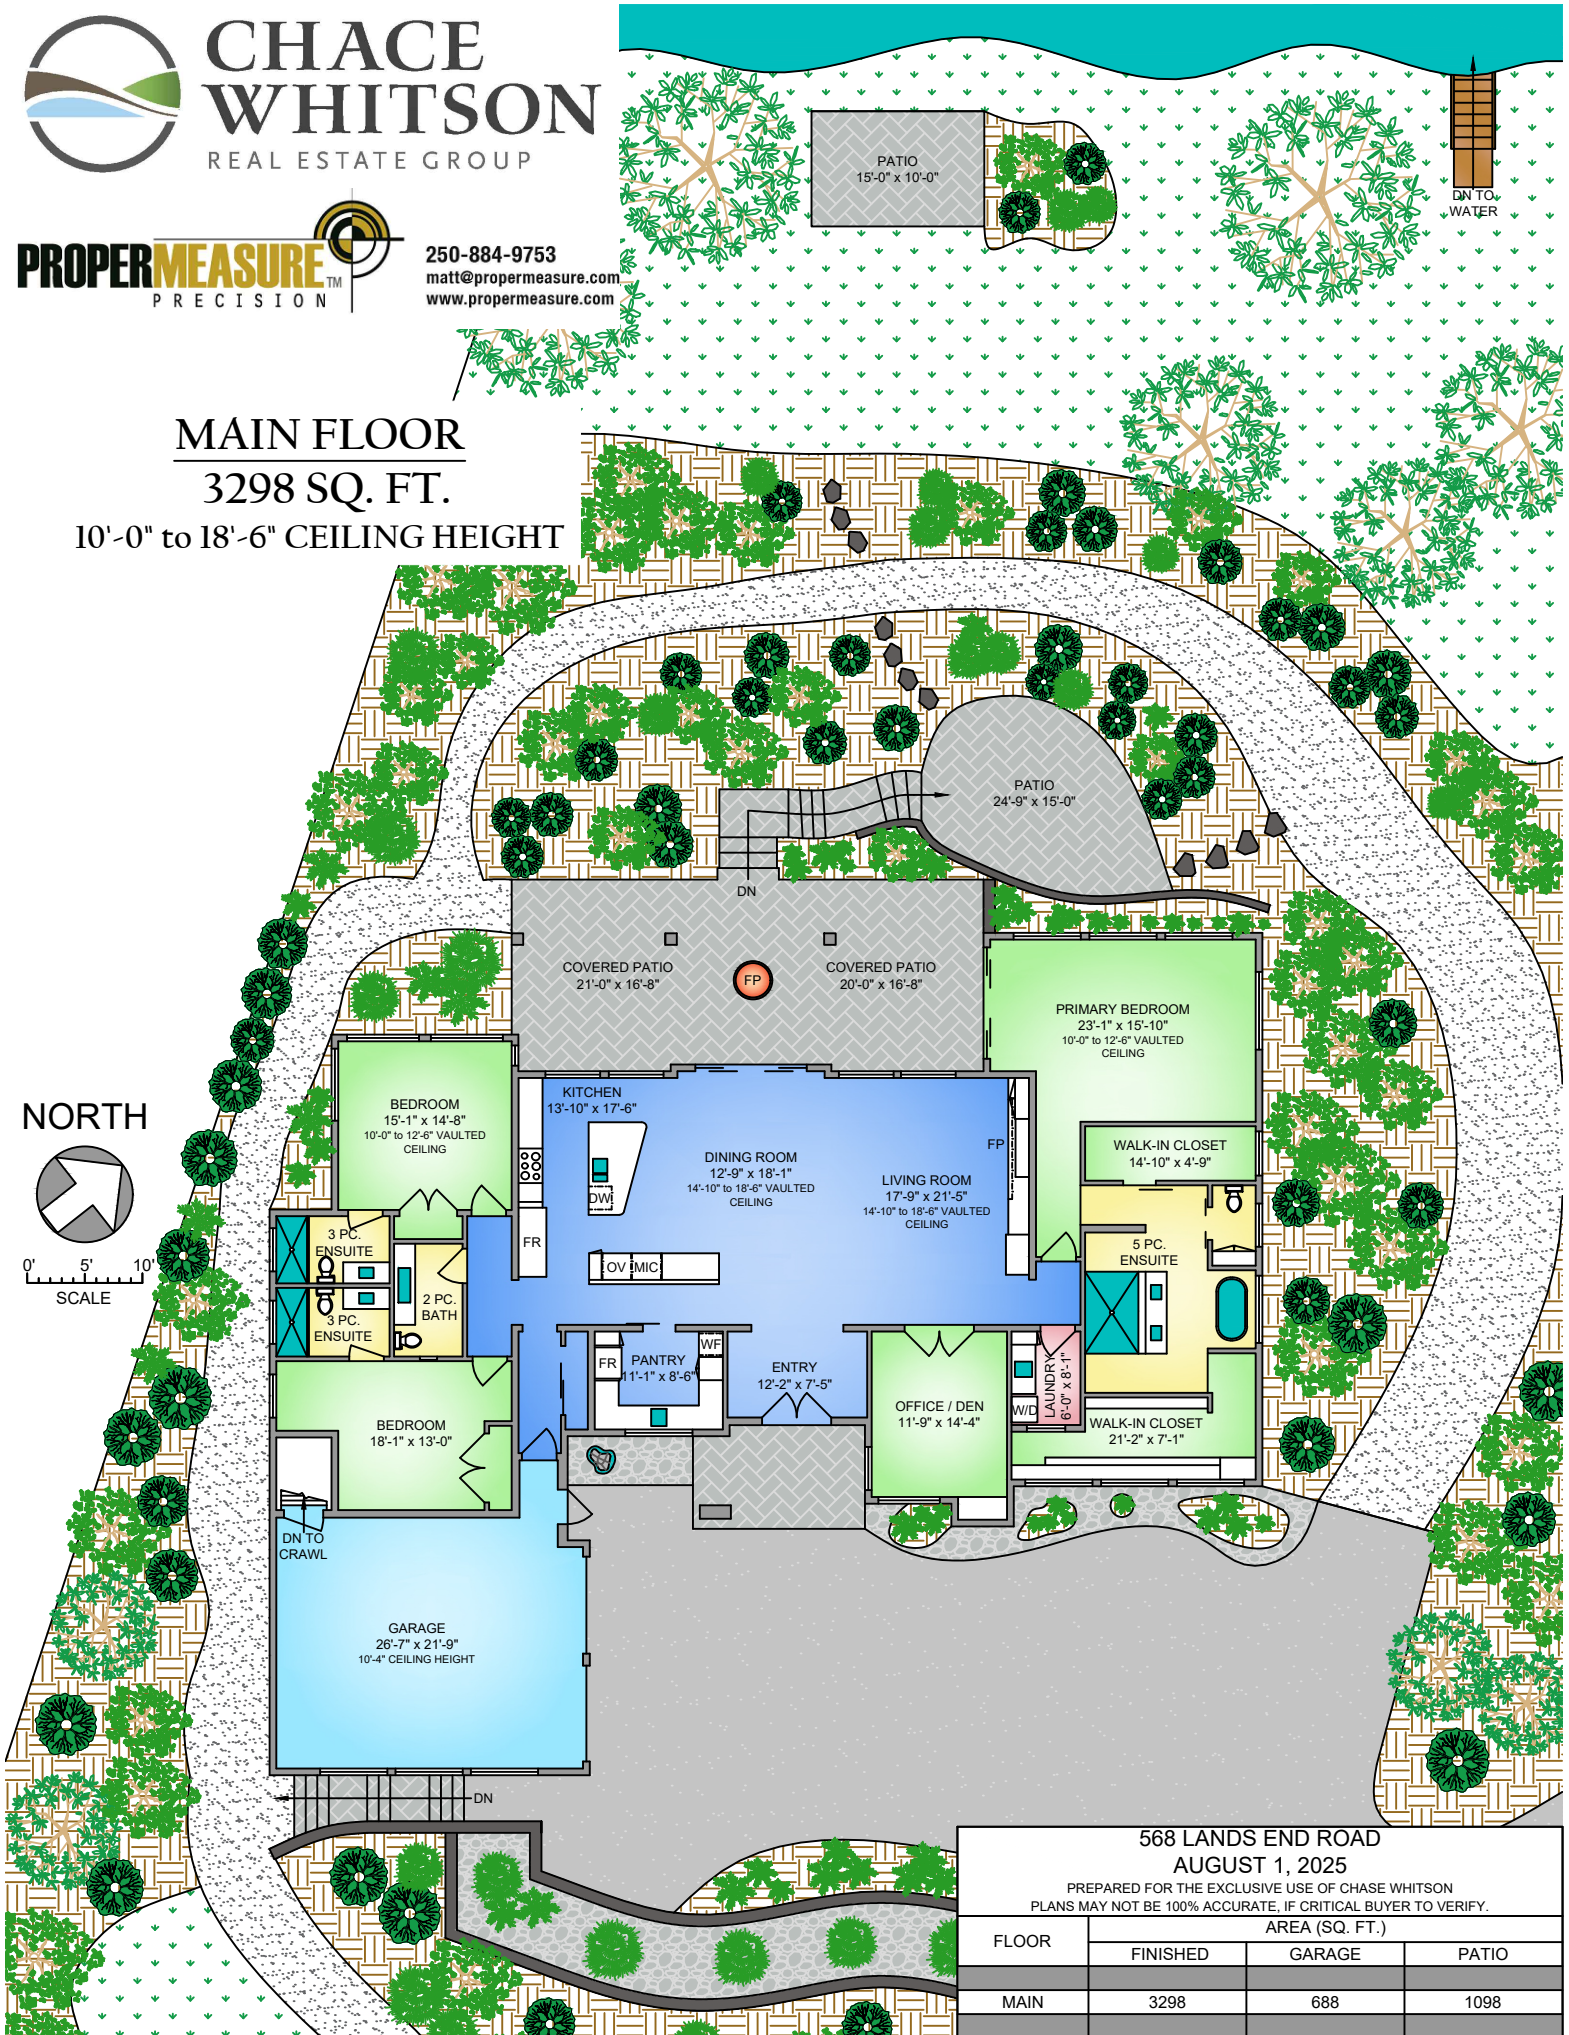 CHACE
WHITSON
REAL ESTATE GROUP
PROPERMEASURE™
PRECISION
250-884-9753
matt@propermeasure.com
www.propermeasure.com
MAIN FLOOR
3298 SQ. FT.
10'-0" to 18'-6" CEILING HEIGHT
PATIO
15'-0" x 10'-0"
DN TO
WATER
PATIO
24'-9" x 15'-0"
DN
COVERED PATIO
21'-0" x 16'-8"
FP
COVERED PATIO
20'-0" x 16'-8"
PRIMARY BEDROOM
23'-1" x 15'-10"
10'-0" to 12'-6" VAULTED
CEILING
NORTH
0' 5' 10'
SCALE
BEDROOM
15'-1" x 14'-8"
10'-0" to 12'-6" VAULTED
CEILING
KITCHEN
13'-10" x 17'-6"
DW
FR
OV MIC
DINING ROOM
12'-9" x 18'-1"
14'-10" to 18'-6" VAULTED
CEILING
LIVING ROOM
17'-9" x 21'-5"
14'-10" to 18'-6" VAULTED
CEILING
FP
WALK-IN CLOSET
14'-10" x 4'-9"
5 PC.
ENSUITE
3 PC.
ENSUITE
3 PC.
ENSUITE
2 PC.
BATH
FR
PANTRY
11'-1" x 8'-6"
WF
ENTRY
12'-2" x 7'-5"
OFFICE / DEN
11'-9" x 14'-4"
LAUNDRY
6'-0" x 8'-1"
W/D
WALK-IN CLOSET
21'-2" x 7'-1"
BEDROOM
18'-1" x 13'-0"
DN TO
CRAWL
GARAGE
26'-7" x 21'-9"
10'-4" CEILING HEIGHT
DN
568 LANDS END ROAD
AUGUST 1, 2025
PREPARED FOR THE EXCLUSIVE USE OF CHASE WHITSON
PLANS MAY NOT BE 100% ACCURATE, IF CRITICAL BUYER TO VERIFY.
FLOOR
AREA (SQ. FT.)
FINISHED GARAGE PATIO
MAIN 3298 688 1098